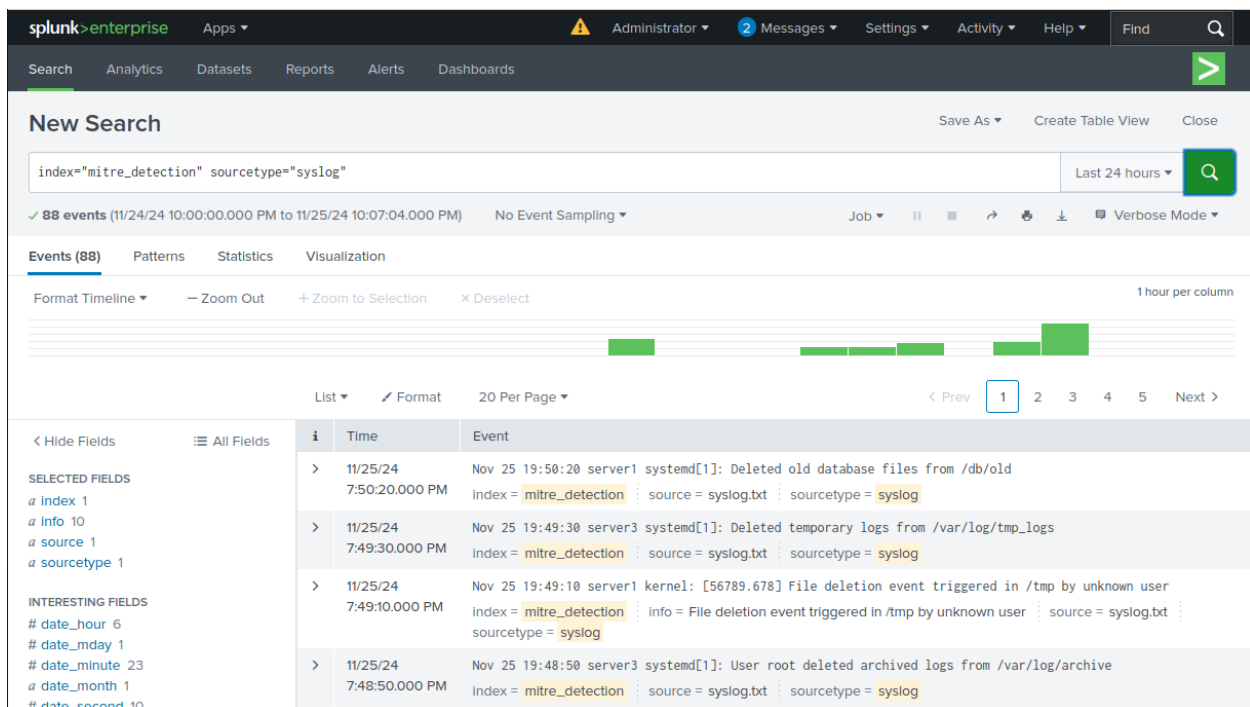 splunk>enterprise Apps Administrator 2 Messages Settings Activity Help Find
Search Analytics Datasets Reports Alerts Dashboards >
New Search Save As Create Table View Close
index="mitre_detection" sourcetype="syslog" Last 24 hours
✓ 88 events (11/24/24 10:00:00.000 PM to 11/25/24 10:07:04.000 PM) No Event Sampling Job Verbose Mode
Events (88) Patterns Statistics Visualization
Format Timeline — Zoom Out + Zoom to Selection × Deselect 1 hour per column
List Format 20 Per Page < Prev 1 2 3 4 5 Next >
< Hide Fields All Fields i Time Event
SELECTED FIELDS
a index 1
a info 10
a source 1
a sourcetype 1
INTERESTING FIELDS
# date_hour 6
# date_mday 1
# date_minute 23
a date_month 1
# date_second 10
> 11/25/24 Nov 25 19:50:20 server1 systemd[1]: Deleted old database files from /db/old
7:50:20.000 PM index = mitre_detection source = syslog.txt sourcetype = syslog
> 11/25/24 Nov 25 19:49:30 server3 systemd[1]: Deleted temporary logs from /var/log/tmp_logs
7:49:30.000 PM index = mitre_detection source = syslog.txt sourcetype = syslog
> 11/25/24 Nov 25 19:49:10 server1 kernel: [56789.678] File deletion event triggered in /tmp by unknown user
7:49:10.000 PM index = mitre_detection info = File deletion event triggered in /tmp by unknown user source = syslog.txt
sourcetype = syslog
> 11/25/24 Nov 25 19:48:50 server3 systemd[1]: User root deleted archived logs from /var/log/archive
7:48:50.000 PM index = mitre_detection source = syslog.txt sourcetype = syslog